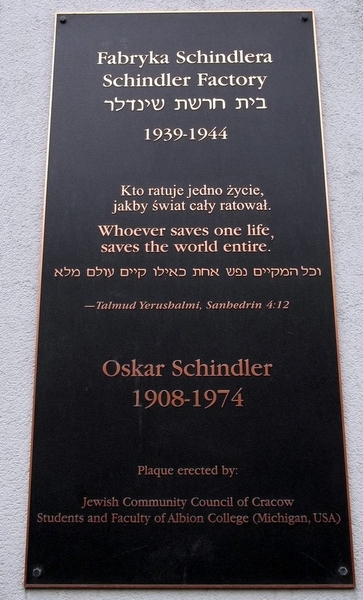 Fabryka Schindlera
Schindler Factory
בית חרשת שינדלר
1939-1944
Kto ratuje jedno życie,
jakby świat cały ratował.
Whoever saves one life,
saves the world entire.
וכל המקיים נפש אחת כאילו קיים עולם מלא
—Talmud Yerushalmi, Sanhedrin 4:12
Oskar Schindler
1908-1974
Plaque erected by:
Jewish Community Council of Cracow
Students and Faculty of Albion College (Michigan, USA)